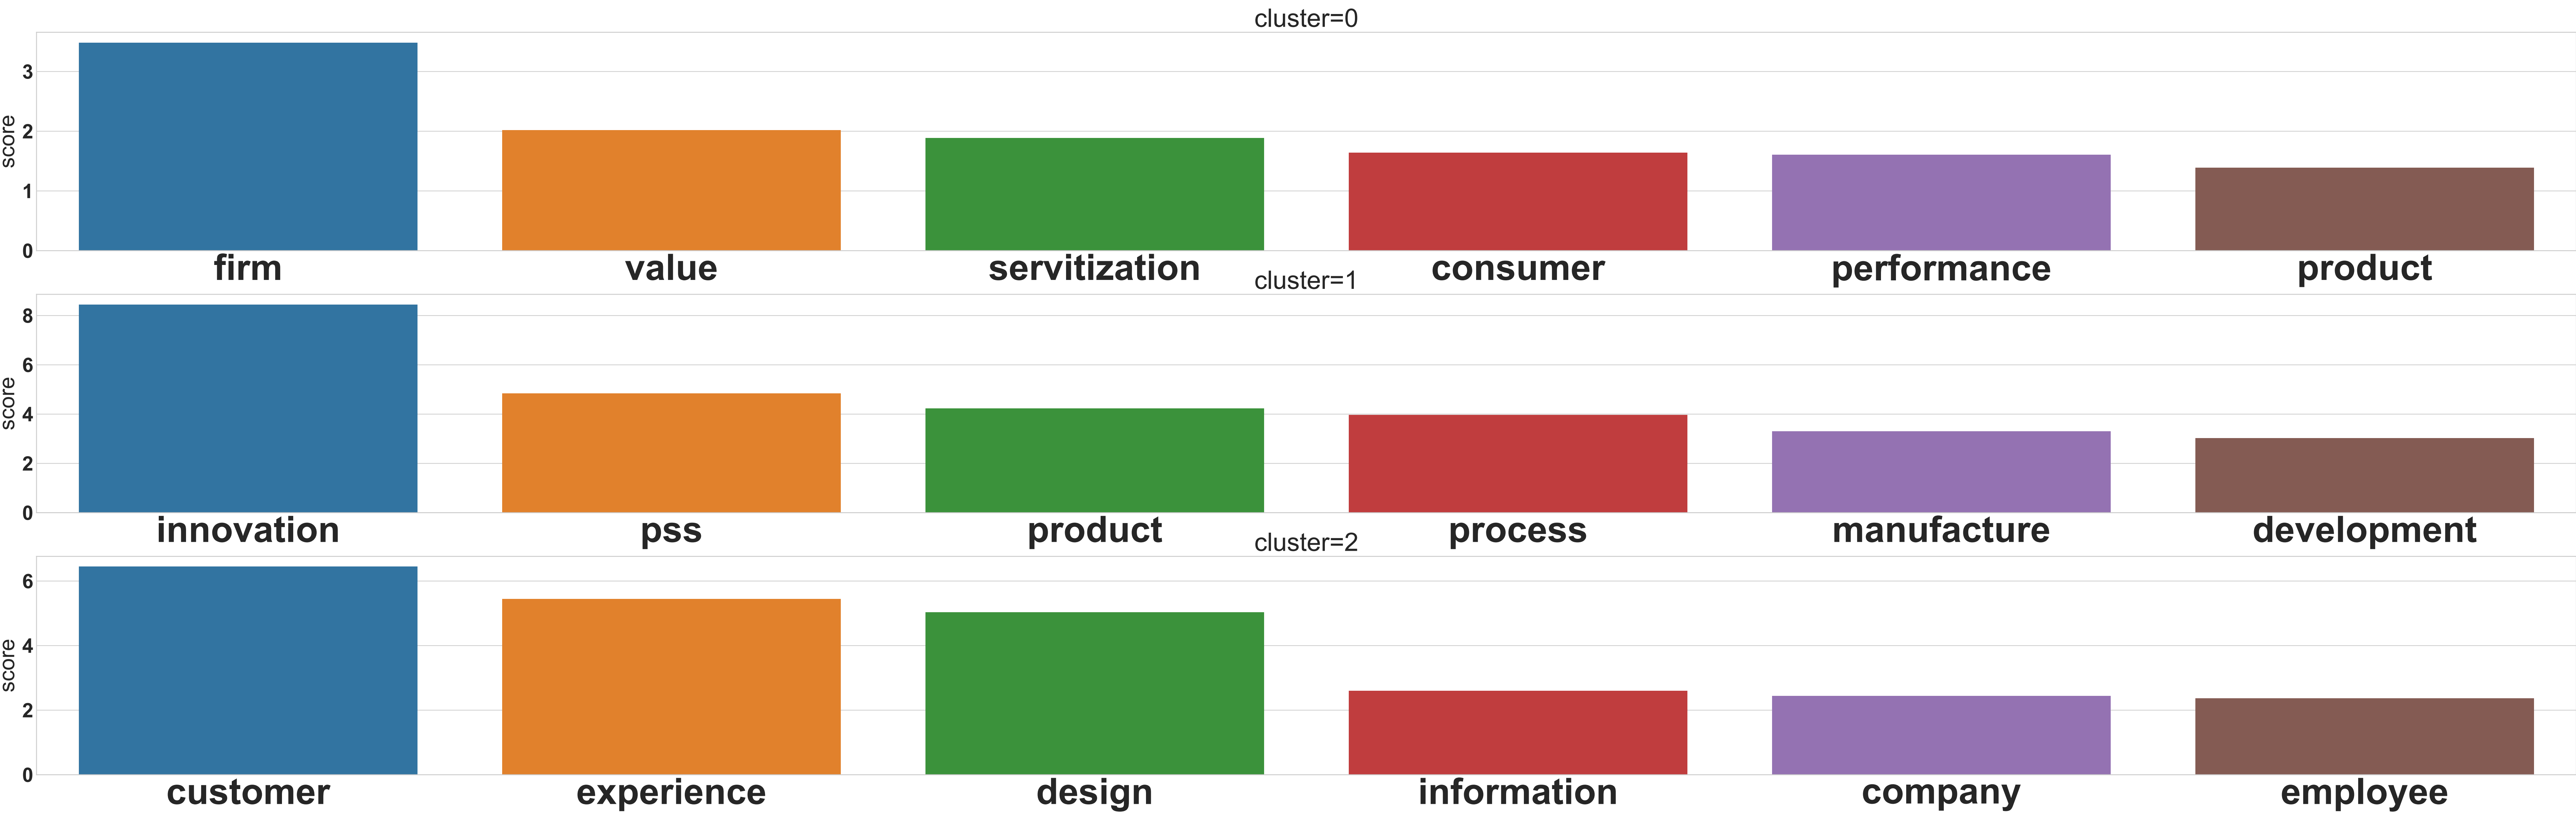 cluster=0
score
3
2
1
0
firm value servitization consumer performance product
cluster=1
score
8
6
4
2
0
innovation pss product process manufacture development
cluster=2
score
6
4
2
0
customer experience design information company employee